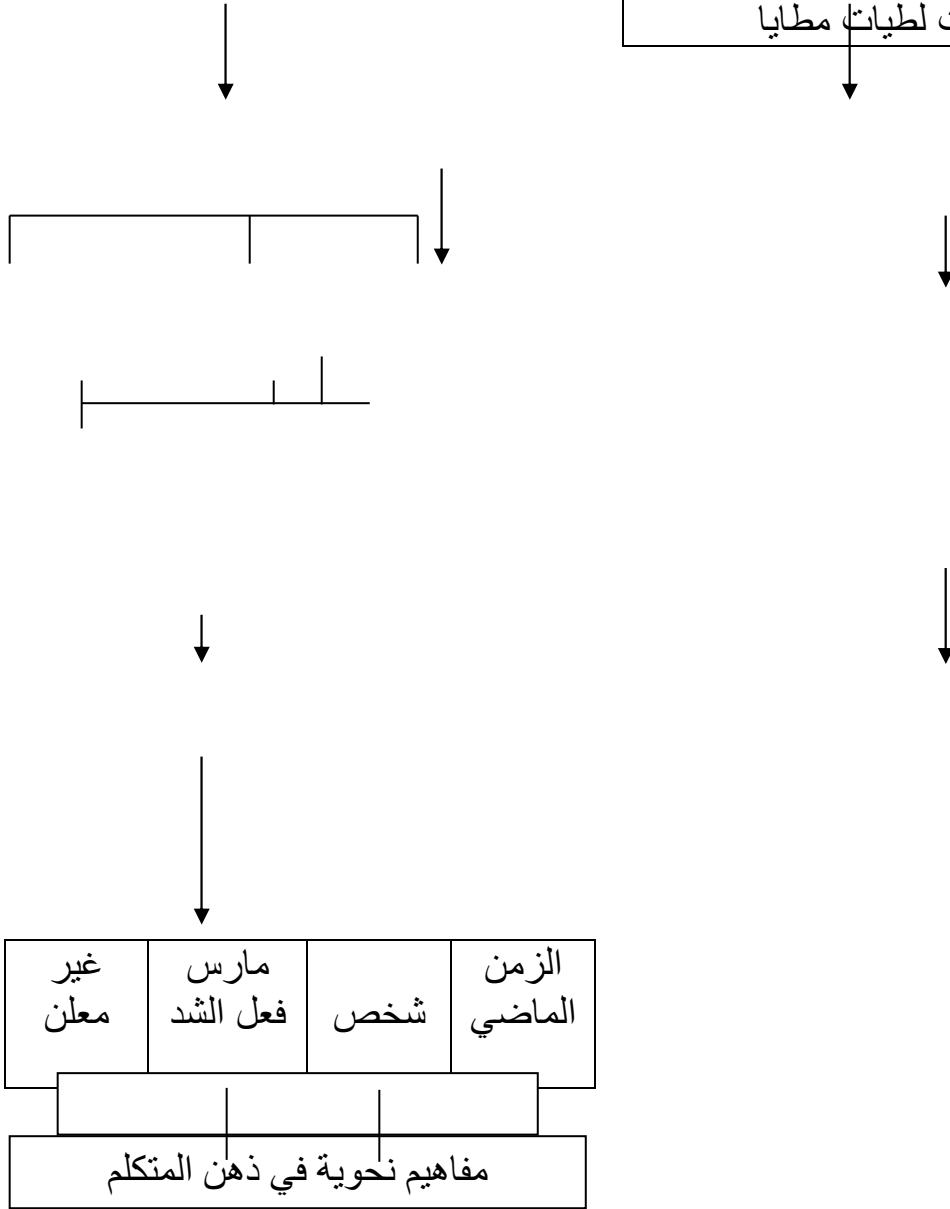 لطيات مطايا
الزمن الماضي
شخص
مارس فعل الشد
غير معلن
مفاهيم نحوية في ذهن المتكلم